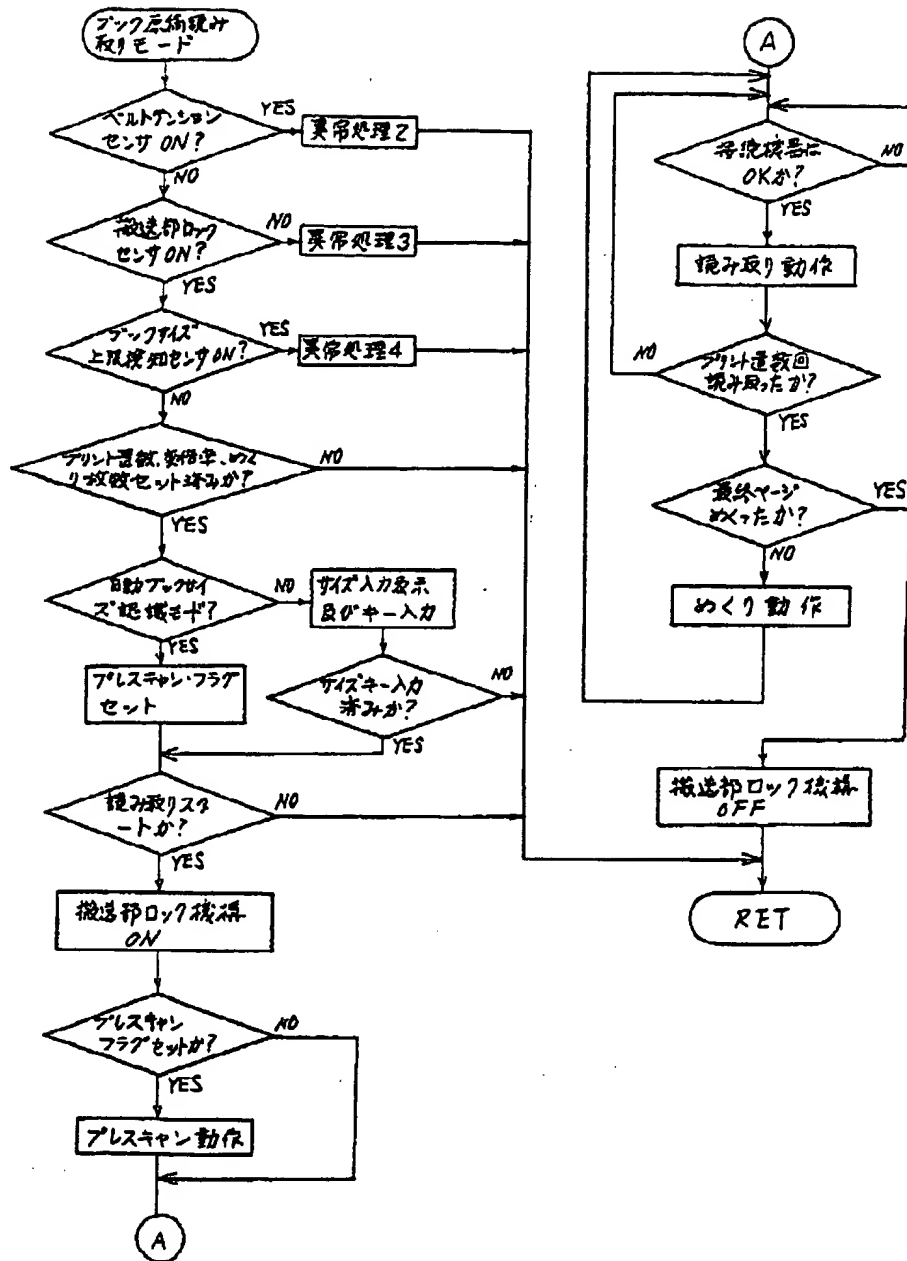 ブック原稿読み
取りモード
ベルトテンション
センサ ON?
YES
異常処理2
NO
搬送部ロック
センサON?
NO
異常処理3
YES
ブックサイズ
上限検知センサON?
YES
異常処理4
NO
プリント置数,変倍率,めく
り枚数セット済みか?
NO
YES
自動ブックサイ
ズ認識モード?
NO
サイズ入力表示
及びキー入力
YES
プレスキャン・フラグ
セット
サイズキー入力
済みか?
NO
YES
読み取りスタ
ートか?
NO
YES
搬送部ロック機構
ON
プレスキャン
フラグセットか?
NO
YES
プレスキャン動作
A
A
接続機器は
OKか?
NO
YES
読み取り動作
プリント置数回
読み取ったか?
NO
YES
最終ページ
めくったか?
YES
NO
めくり動作
搬送部ロック機構
OFF
RET